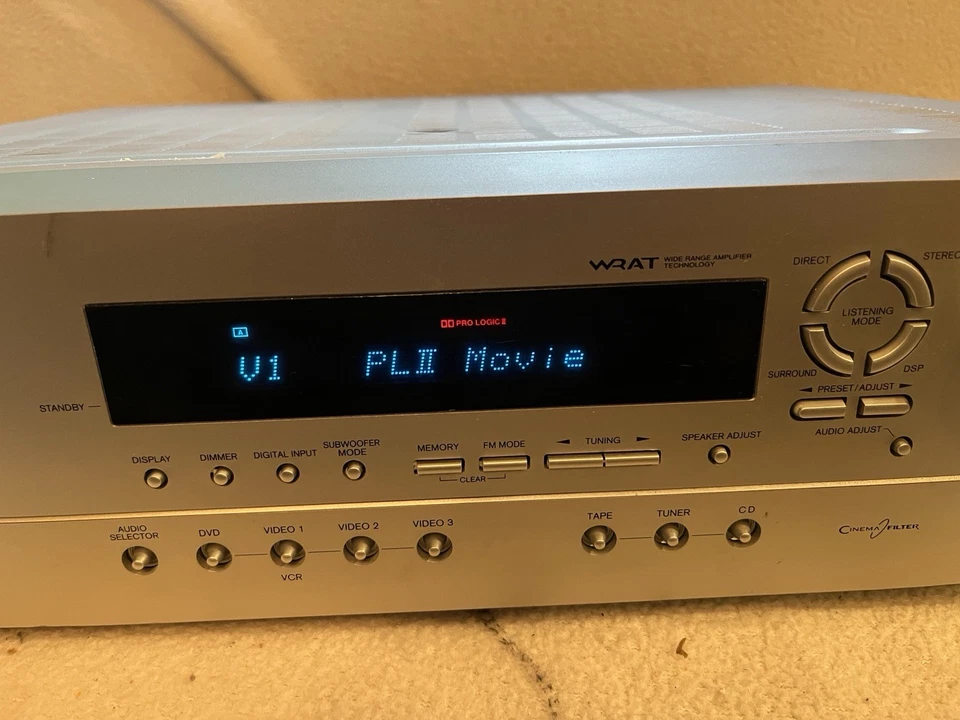 WRAT WIDE RANGE AMPLIFIER
TECHNOLOGY
DIRECT
STEREO
LISTENING
MODE
SURROUND
DSP
A
PRO LOGIC II
V1 PLII Movie
STANDBY
◄ PRESET/ADJUST ►
AUDIO ADJUST
DISPLAY
DIMMER
DIGITAL INPUT
SUBWOOFER
MODE
MEMORY
FM MODE
CLEAR
◄ TUNING ►
SPEAKER ADJUST
AUDIO
SELECTOR
DVD
VIDEO 1
VCR
VIDEO 2
VIDEO 3
TAPE
TUNER
CD
CINEMA FILTER